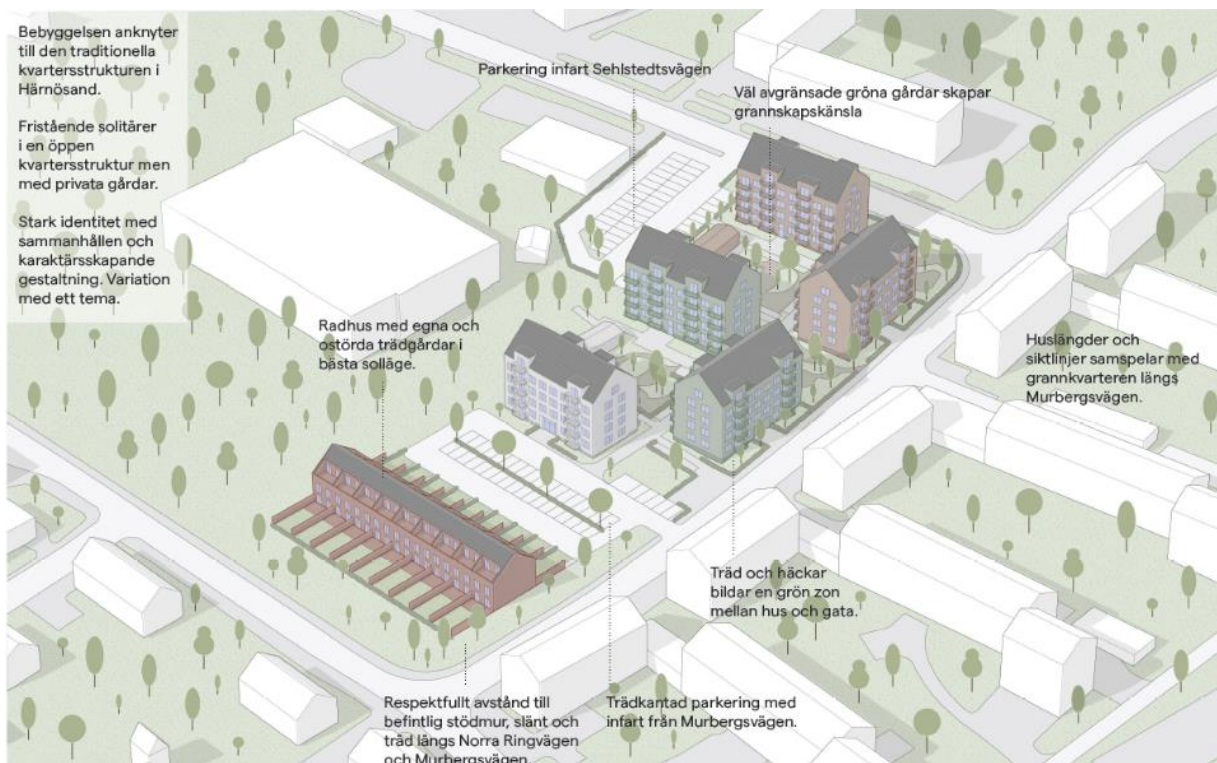 Bebyggelsen anknyter
till den traditionella
kvartersstrukturen i
Härnösand.
Fristående solitärer
i en öppen
kvartersstruktur men
med privata gårdar.
Stark identitet med
sammanhållen och
karaktärsskapande
gestaltning. Variation
med ett tema.
Parkering infart Sehlstedtsvägen
Väl avgränsade gröna gårdar skapar
grannskapskänsla
Radhus med egna och
ostörda trädgårdar i
bästa solläge.
Huslängder och
siktlinjer samspelar med
grannkvarteren längs
Murbergsvägen.
Träd och häckar
bildar en grön zon
mellan hus och gata.
Respektfullt avstånd till
befintlig stödmur, slänt och
träd längs Norra Ringvägen
och Murbergsvägen.
Trädkantad parkering med
infart från Murbergsvägen.